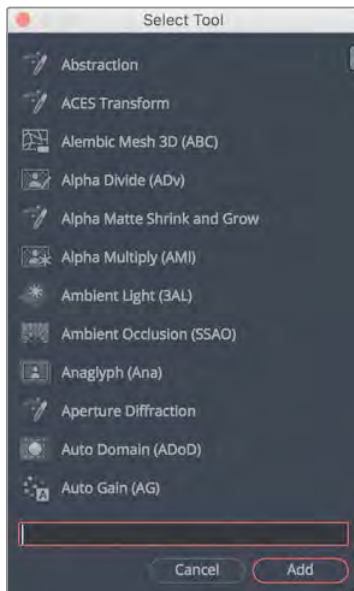 Select Tool
Abstraction
ACES Transform
Alembic Mesh 3D (ABC)
Alpha Divide (ADv)
Alpha Matte Shrink and Grow
Alpha Multiply (AMl)
Ambient Light (3AL)
Ambient Occlusion (SSAO)
Anaglyph (Ana)
Aperture Diffraction
Auto Domain (ADoD)
Auto Gain (AG)
Cancel Add